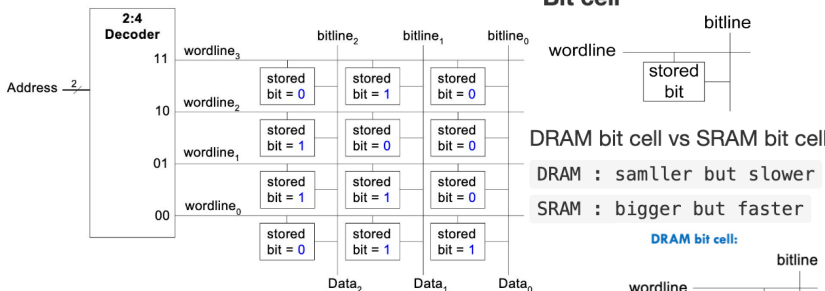 2:4
Decoder
Address
2
11
10
01
00
wordline3
wordline2
wordline1
wordline0
bitline2
bitline1
bitline0
stored
bit = 0
stored
bit = 1
stored
bit = 0
stored
bit = 1
stored
bit = 0
stored
bit = 0
stored
bit = 1
stored
bit = 1
stored
bit = 0
stored
bit = 0
stored
bit = 1
stored
bit = 1
Data2
Data1
Data0
Bit cell
bitline
wordline
stored
bit
DRAM bit cell vs SRAM bit cell
DRAM : samller but slower
SRAM : bigger but faster
DRAM bit cell:
bitline
wordline